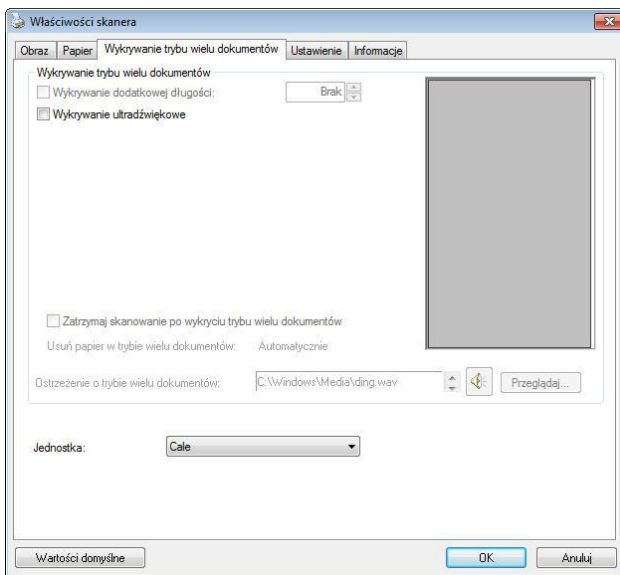 Właściwości skanera
Obraz Papier Wykrywanie trybu wielu dokumentów Ustawienie Informacje
Wykrywanie trybu wielu dokumentów
Wykrywanie dodatkowej długości: Brak
Wykrywanie ultradźwiękowe
Zatrzymaj skanowanie po wykryciu trybu wielu dokumentów
Usuń papier w trybie wielu dokumentów: Automatycznie
Ostrzeżenie o trybie wielu dokumentów: C:\Windows\Media\ding.wav Przeglądaj...
Jednostka: Cale
Wartości domyślne OK Anuluj